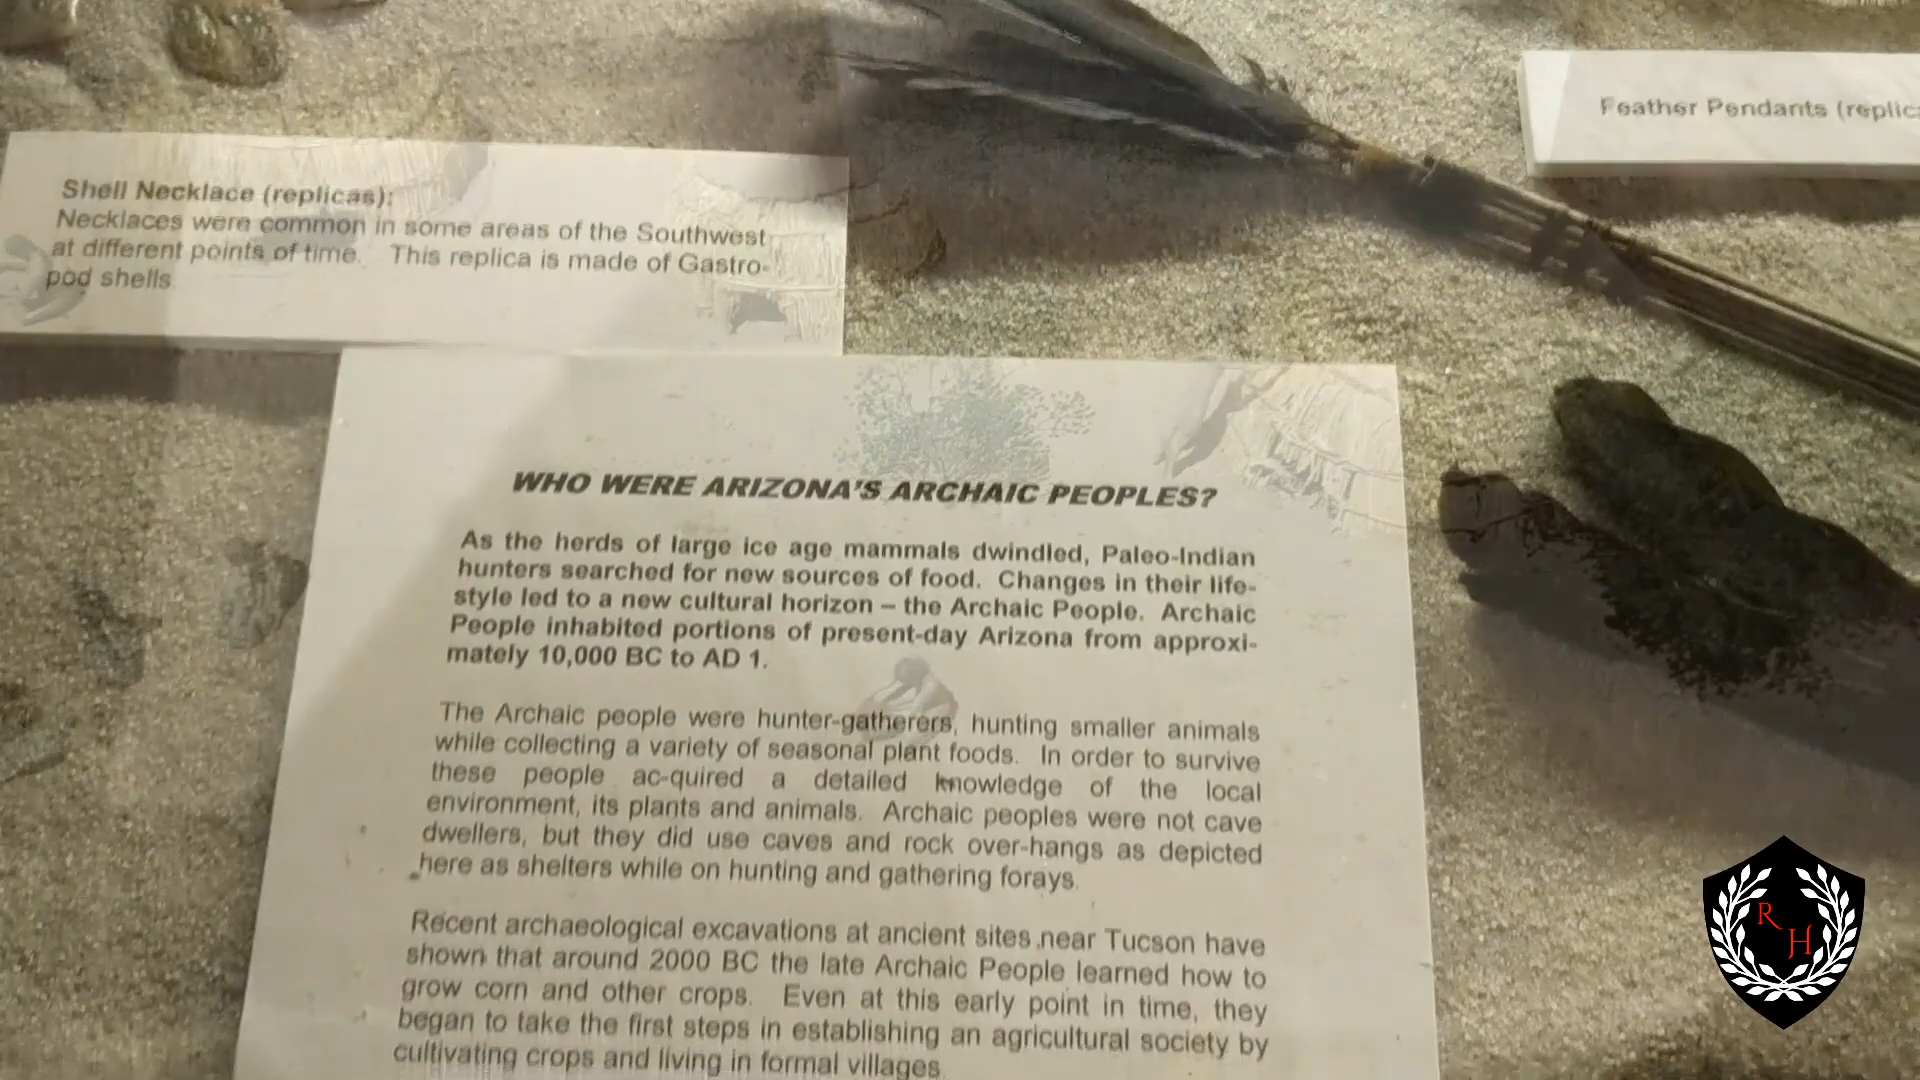 Feather Pendants (replic
Shell Necklace (replicas):
Necklaces were common in some areas of the Southwest
at different points of time. This replica is made of Gastro-
pod shells
WHO WERE ARIZONA'S ARCHAIC PEOPLES?
As the herds of large ice age mammals dwindled, Paleo-Indian
hunters searched for new sources of food. Changes in their life-
style led to a new cultural horizon – the Archaic People. Archaic
People inhabited portions of present-day Arizona from approxi-
mately 10,000 BC to AD 1.
The Archaic people were hunter-gatherers, hunting smaller animals
while collecting a variety of seasonal plant foods. In order to survive
these people ac-quired a detailed knowledge of the local
environment, its plants and animals. Archaic peoples were not cave
dwellers, but they did use caves and rock over-hangs as depicted
here as shelters while on hunting and gathering forays.
Recent archaeological excavations at ancient sites near Tucson have
shown that around 2000 BC the late Archaic People learned how to
grow corn and other crops. Even at this early point in time, they
began to take the first steps in establishing an agricultural society by
cultivating crops and living in formal villages.
R H